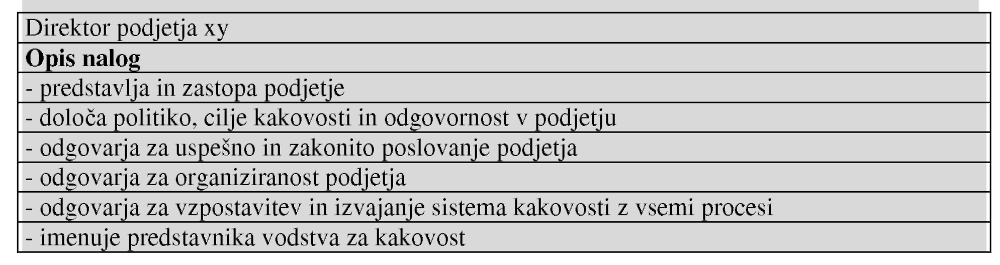 Direktor podjetja xy
Opis nalog
- predstavlja in zastopa podjetje
- določa politiko, cilje kakovosti in odgovornost v podjetju
- odgovarja za uspešno in zakonito poslovanje podjetja
- odgovarja za organiziranost podjetja
- odgovarja za vzpostavitev in izvajanje sistema kakovosti z vsemi procesi
- imenuje predstavnika vodstva za kakovost